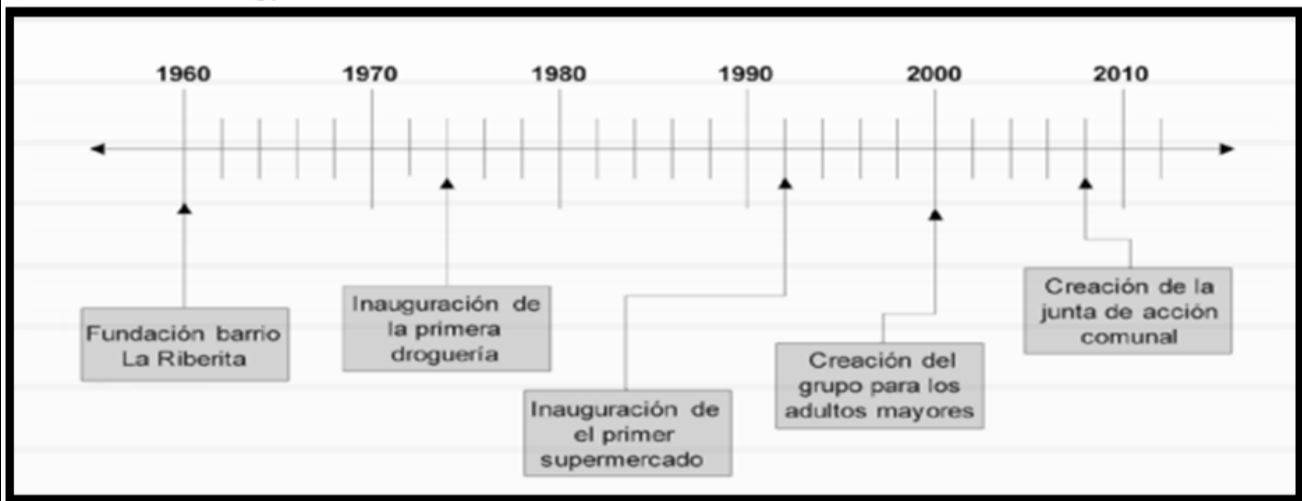 1960 1970 1980 1990 2000 2010
Fundación barrio
La Riberita
Inauguración de
la primera
droguería
Inauguración de
el primer
supermercado
Creación del
grupo para los
adultos mayores
Creación de la
junta de acción
comunal